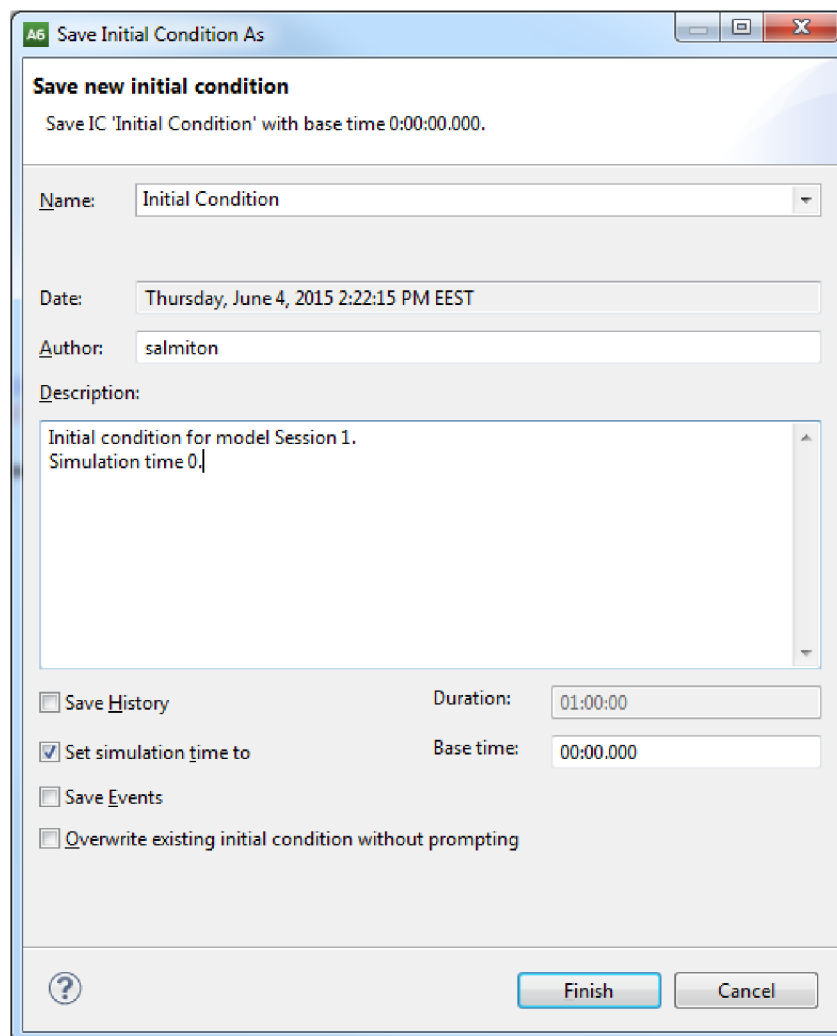 A6 Save Initial Condition As
Save new initial condition
Save IC 'Initial Condition' with base time 0:00:00.000.
Name: Initial Condition
Date: Thursday, June 4, 2015 2:22:15 PM EEST
Author: salmiton
Description:
Initial condition for model Session 1.
Simulation time 0.
Save History Duration: 01:00:00
Set simulation time to Base time: 00:00.000
Save Events
Overwrite existing initial condition without prompting
? Finish Cancel